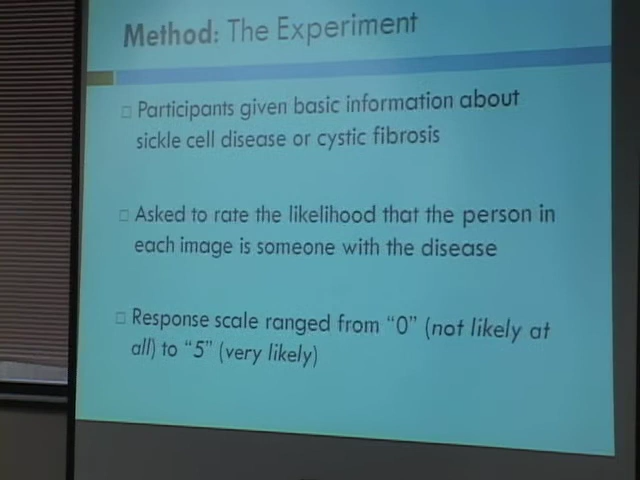 Method: The Experiment
Participants given basic information about
sickle cell disease or cystic fibrosis
Asked to rate the likelihood that the person in
each image is someone with the disease
Response scale ranged from “0” (not likely at
all) to “5” (very likely)